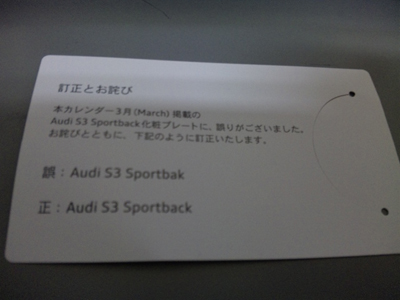 訂正とお詫び
本カレンダー3月(March)掲載の
Audi S3 Sportback化粧プレートに、誤りがございました。
お詫びとともに、下記のように訂正いたします。
誤：Audi S3 Sportbak
正：Audi S3 Sportback